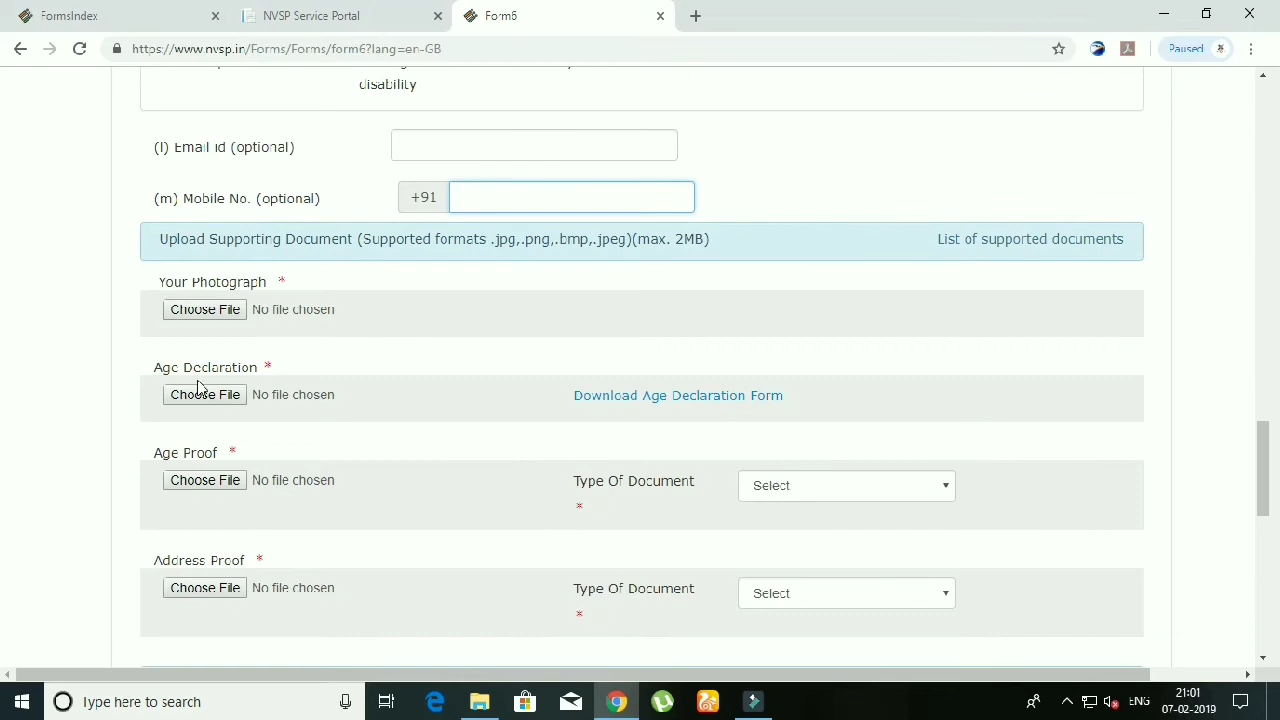 FormsIndex
NVSP Service Portal
Form6
https://www.nvsp.in/Forms/Forms/form6?lang=en-GB
Paused
disability
(l) Email id (optional)
(m) Mobile No. (optional)
+91
Upload Supporting Document (Supported formats .jpg,.png,.bmp,.jpeg)(max. 2MB)
List of supported documents
Your Photograph *
Choose File No file chosen
Age Declaration *
Choose File No file chosen
Download Age Declaration Form
Age Proof *
Choose File No file chosen
Type Of Document
*
Select
Address Proof *
Choose File No file chosen
Type Of Document
*
Select
Type here to search
ENG
21:01
07-02-2019